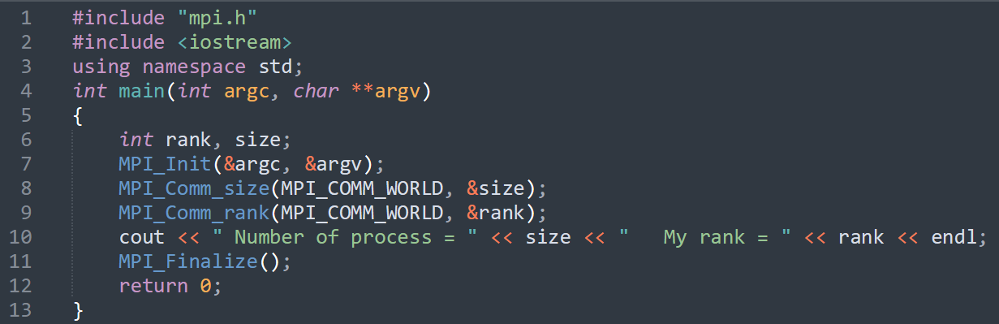 1 #include "mpi.h"
2 #include <iostream>
3 using namespace std;
4 int main(int argc, char **argv)
5 {
6     int rank, size;
7     MPI_Init(&argc, &argv);
8     MPI_Comm_size(MPI_COMM_WORLD, &size);
9     MPI_Comm_rank(MPI_COMM_WORLD, &rank);
10     cout << " Number of process = " << size << "   My rank = " << rank << endl;
11     MPI_Finalize();
12     return 0;
13 }